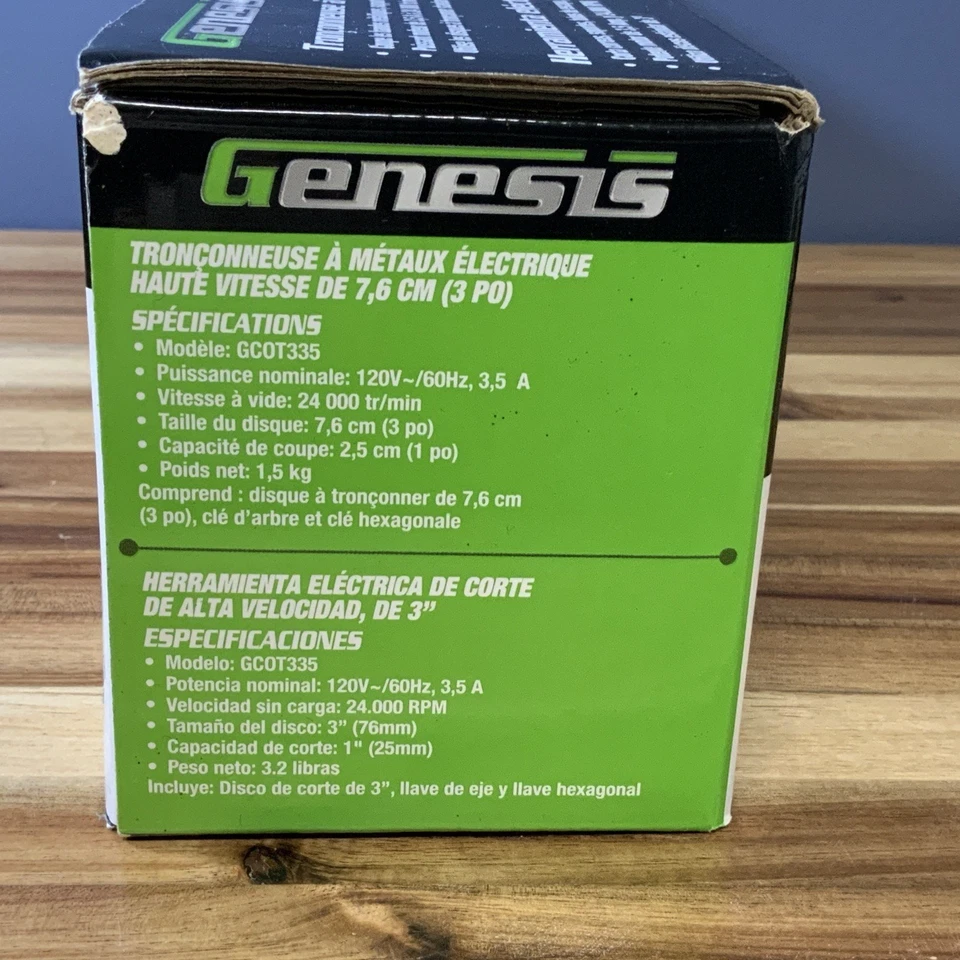 Genesis
TRONÇONNEUSE À MÉTAUX ÉLECTRIQUE
HAUTE VITESSE DE 7,6 CM (3 PO)
SPÉCIFICATIONS
• Modèle: GCOT335
• Puissance nominale: 120V~/60Hz, 3,5 A
• Vitesse à vide: 24 000 tr/min
• Taille du disque: 7,6 cm (3 po)
• Capacité de coupe: 2,5 cm (1 po)
• Poids net: 1,5 kg
Comprend : disque à tronçonner de 7,6 cm
(3 po), clé d’arbre et clé hexagonale
HERRAMIENTA ELÉCTRICA DE CORTE
DE ALTA VELOCIDAD, DE 3”
ESPECIFICACIONES
• Modelo: GCOT335
• Potencia nominal: 120V~/60Hz, 3,5 A
• Velocidad sin carga: 24.000 RPM
• Tamaño del disco: 3” (76mm)
• Capacidad de corte: 1" (25mm)
• Peso neto: 3.2 libras
Incluye: Disco de corte de 3”, llave de eje y llave hexagonal